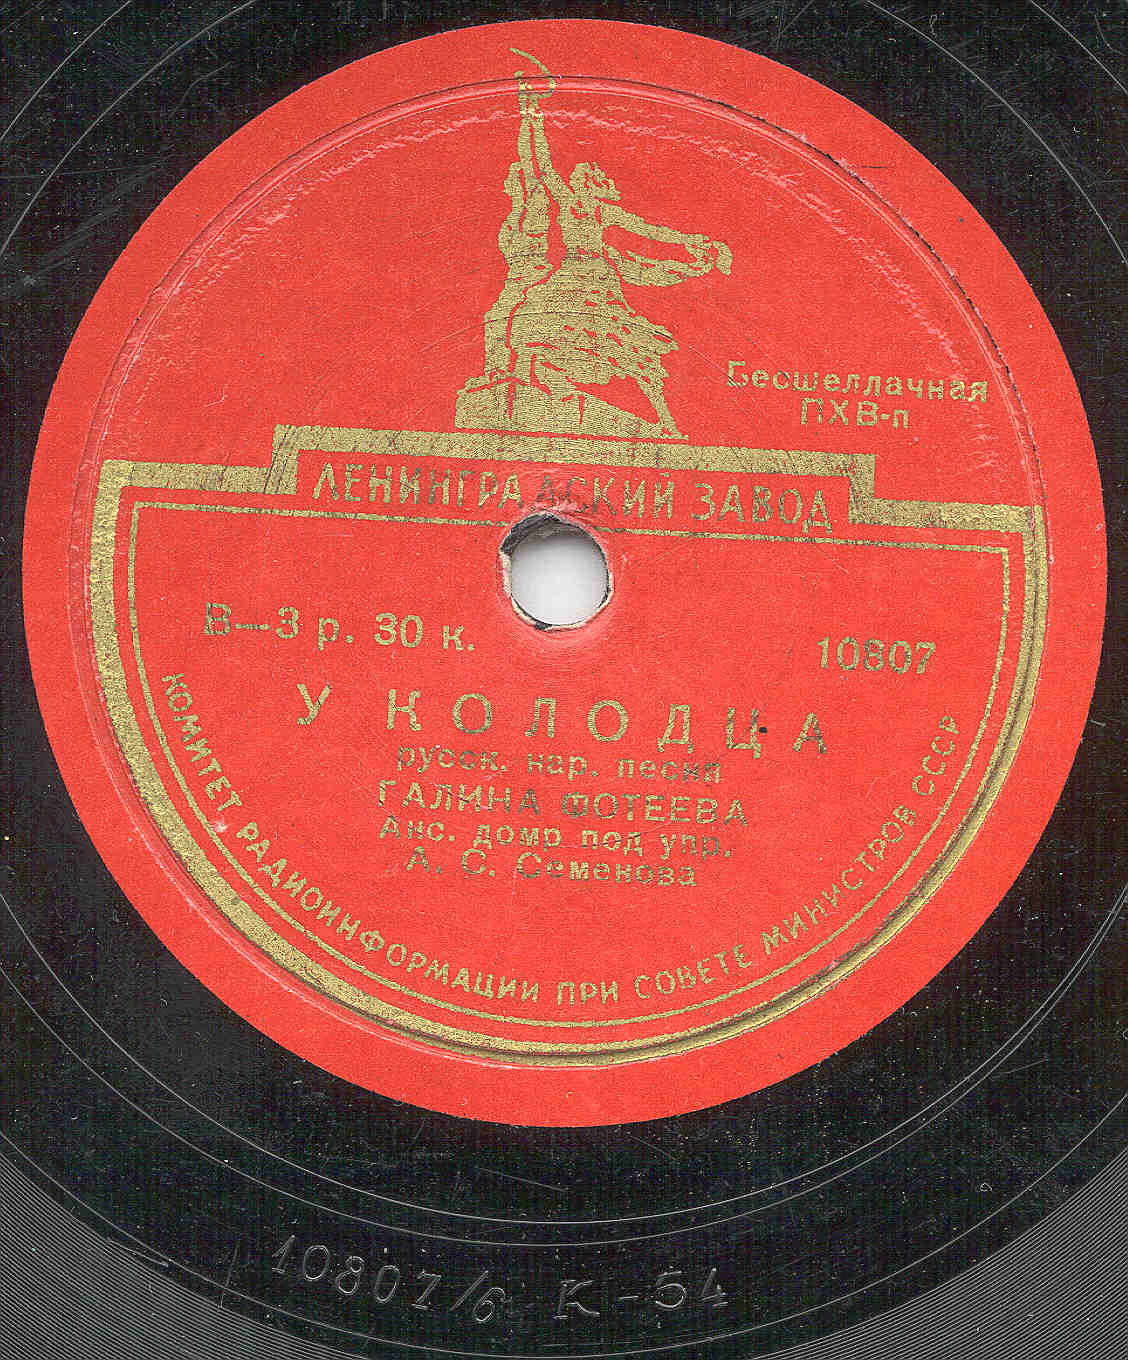 Бесшеллачная
ПХВ-п
ЛЕНИНГРАДСКИЙ ЗАВОД
В—3 р. 30 к.
10807
У КОЛОДЦА
русск. нар. песня
ГАЛИНА ФОТЕЕВА
Анс. домр под упр.
А. С. Семенова
КОМИТЕТ РАДИОИНФОРМАЦИИ ПРИ СОВЕТЕ МИНИСТРОВ СССР
10807/6 К-54